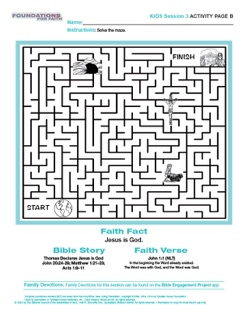 FOUNDATIONS
FOR FAITH
KIDS Session 3 ACTIVITY PAGE B
Name:
Instructions: Solve the maze.
FINISH
START
Faith Fact
Jesus is God.
Bible Story
Thomas Declares Jesus is God
John 20:24–29; Matthew 1:21–23;
Acts 1:9–11
Faith Verse
John 1:1 (NLT)
In the beginning the Word already existed.
The Word was with God, and the Word was God.
Family Devotions: Family Devotions for this session can be found on the Bible Engagement Project app.